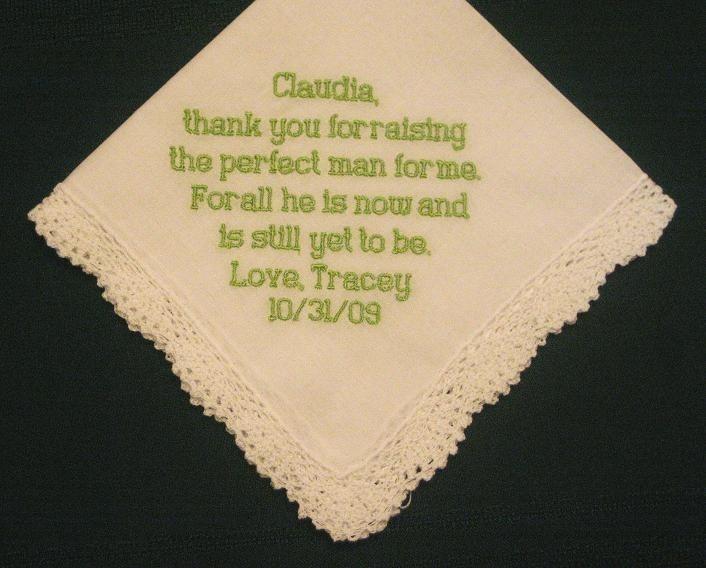 Claudia,
thank you for raising
the perfect man for me.
For all he is now and
is still yet to be.
Love, Tracey
10/31/09